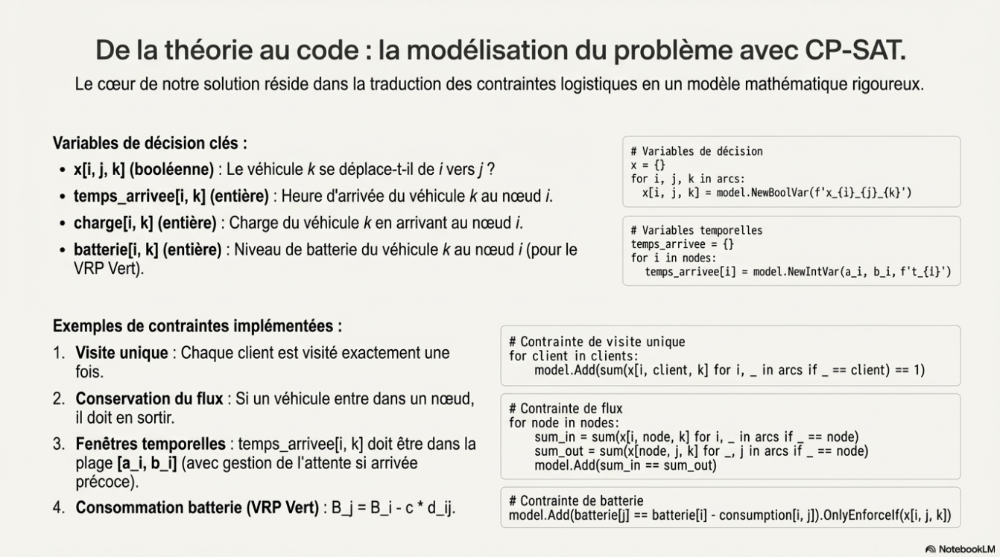 De la théorie au code : la modélisation du problème avec CP-SAT.
Le cœur de notre solution réside dans la traduction des contraintes logistiques en un modèle mathématique rigoureux.
Variables de décision clés :
• x[i, j, k] (booléenne) : Le véhicule k se déplace-t-il de i vers j ?
• temps_arrivee[i, k] (entière) : Heure d'arrivée du véhicule k au nœud i.
• charge[i, k] (entière) : Charge du véhicule k en arrivant au nœud i.
• batterie[i, k] (entière) : Niveau de batterie du véhicule k au nœud i (pour le
VRP Vert).
# Variables de décision
x = {}
for i, j, k in arcs:
  x[i, j, k] = model.NewBoolVar(f'x_{i}_{j}_{k}')
# Variables temporelles
temps_arrivee = {}
for i in nodes:
  temps_arrivee[i] = model.NewIntVar(a_i, b_i, f't_{i}')
Exemples de contraintes implémentées :
1. Visite unique : Chaque client est visité exactement une
fois.
2. Conservation du flux : Si un véhicule entre dans un nœud,
il doit en sortir.
3. Fenêtres temporelles : temps_arrivee[i, k] doit être dans la
plage [a_i, b_i] (avec gestion de l'attente si arrivée
précoce).
4. Consommation batterie (VRP Vert) : B_j = B_i - c * d_ij.
# Contrainte de visite unique
for client in clients:
    model.Add(sum(x[i, client, k] for i, _ in arcs if _ == client) == 1)
# Contrainte de flux
for node in nodes:
    sum_in = sum(x[i, node, k] for i, _ in arcs if _ == node)
    sum_out = sum(x[node, j, k] for _, j in arcs if _ == node)
    model.Add(sum_in == sum_out)
# Contrainte de batterie
model.Add(batterie[j] == batterie[i] - consumption[i, j]).OnlyEnforceIf(x[i, j, k])
NotebookLM